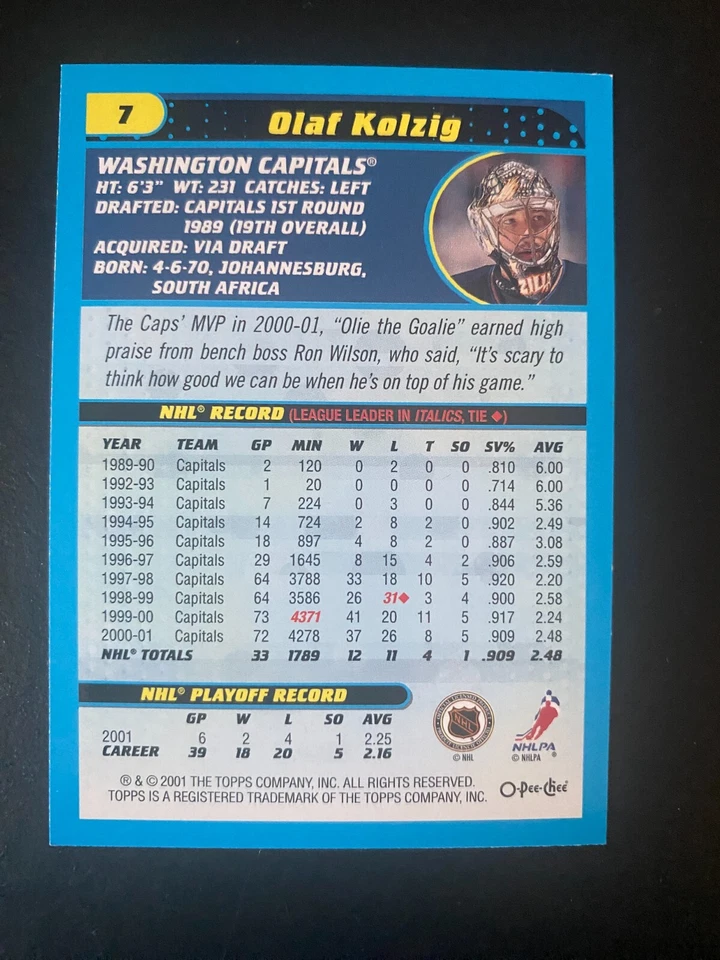 7
Olaf Kolzig
WASHINGTON CAPITALS®
HT: 6'3" WT: 231 CATCHES: LEFT
DRAFTED: CAPITALS 1ST ROUND
1989 (19TH OVERALL)
ACQUIRED: VIA DRAFT
BORN: 4-6-70, JOHANNESBURG,
SOUTH AFRICA
The Caps' MVP in 2000-01, "Olie the Goalie" earned high
praise from bench boss Ron Wilson, who said, "It's scary to
think how good we can be when he's on top of his game."
NHL® RECORD (LEAGUE LEADER IN ITALICS, TIE ◆)
YEAR TEAM GP MIN W L T SO SV% AVG
1989-90 Capitals 2 120 0 2 0 0 .810 6.00
1992-93 Capitals 1 20 0 0 0 0 .714 6.00
1993-94 Capitals 7 224 0 3 0 0 .844 5.36
1994-95 Capitals 14 724 2 8 2 0 .902 2.49
1995-96 Capitals 18 897 4 8 2 0 .887 3.08
1996-97 Capitals 29 1645 8 15 4 2 .906 2.59
1997-98 Capitals 64 3788 33 18 10 5 .920 2.20
1998-99 Capitals 64 3586 26 31◆ 3 4 .900 2.58
1999-00 Capitals 73 4371 41 20 11 5 .917 2.24
2000-01 Capitals 72 4278 37 26 8 5 .909 2.48
NHL® TOTALS 33 1789 12 11 4 1 .909 2.48
NHL® PLAYOFF RECORD
GP W L SO AVG
2001 6 2 4 1 2.25
CAREER 39 18 20 5 2.16
NHL
© NHL
NHLPA
© NHLPA
® & © 2001 THE TOPPS COMPANY, INC. ALL RIGHTS RESERVED.
TOPPS IS A REGISTERED TRADEMARK OF THE TOPPS COMPANY, INC.
O-Pee-Chee®